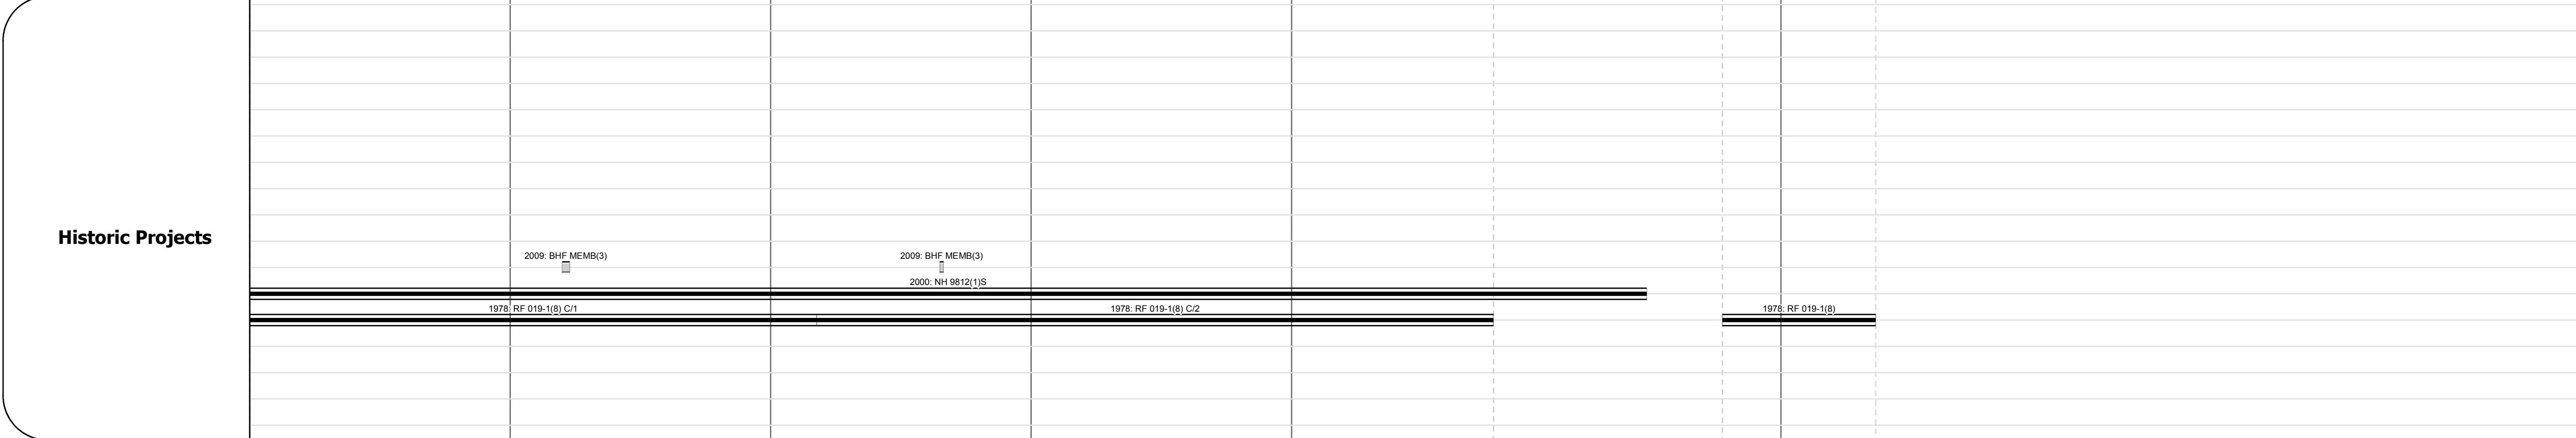 Historic Projects
2009: BHF MEMB(3)
2009: BHF MEMB(3)
2000: NH 9812(1)S
1978: RF 019-1(8) C/1
1978: RF 019-1(8) C/2
1978: RF 019-1(8)